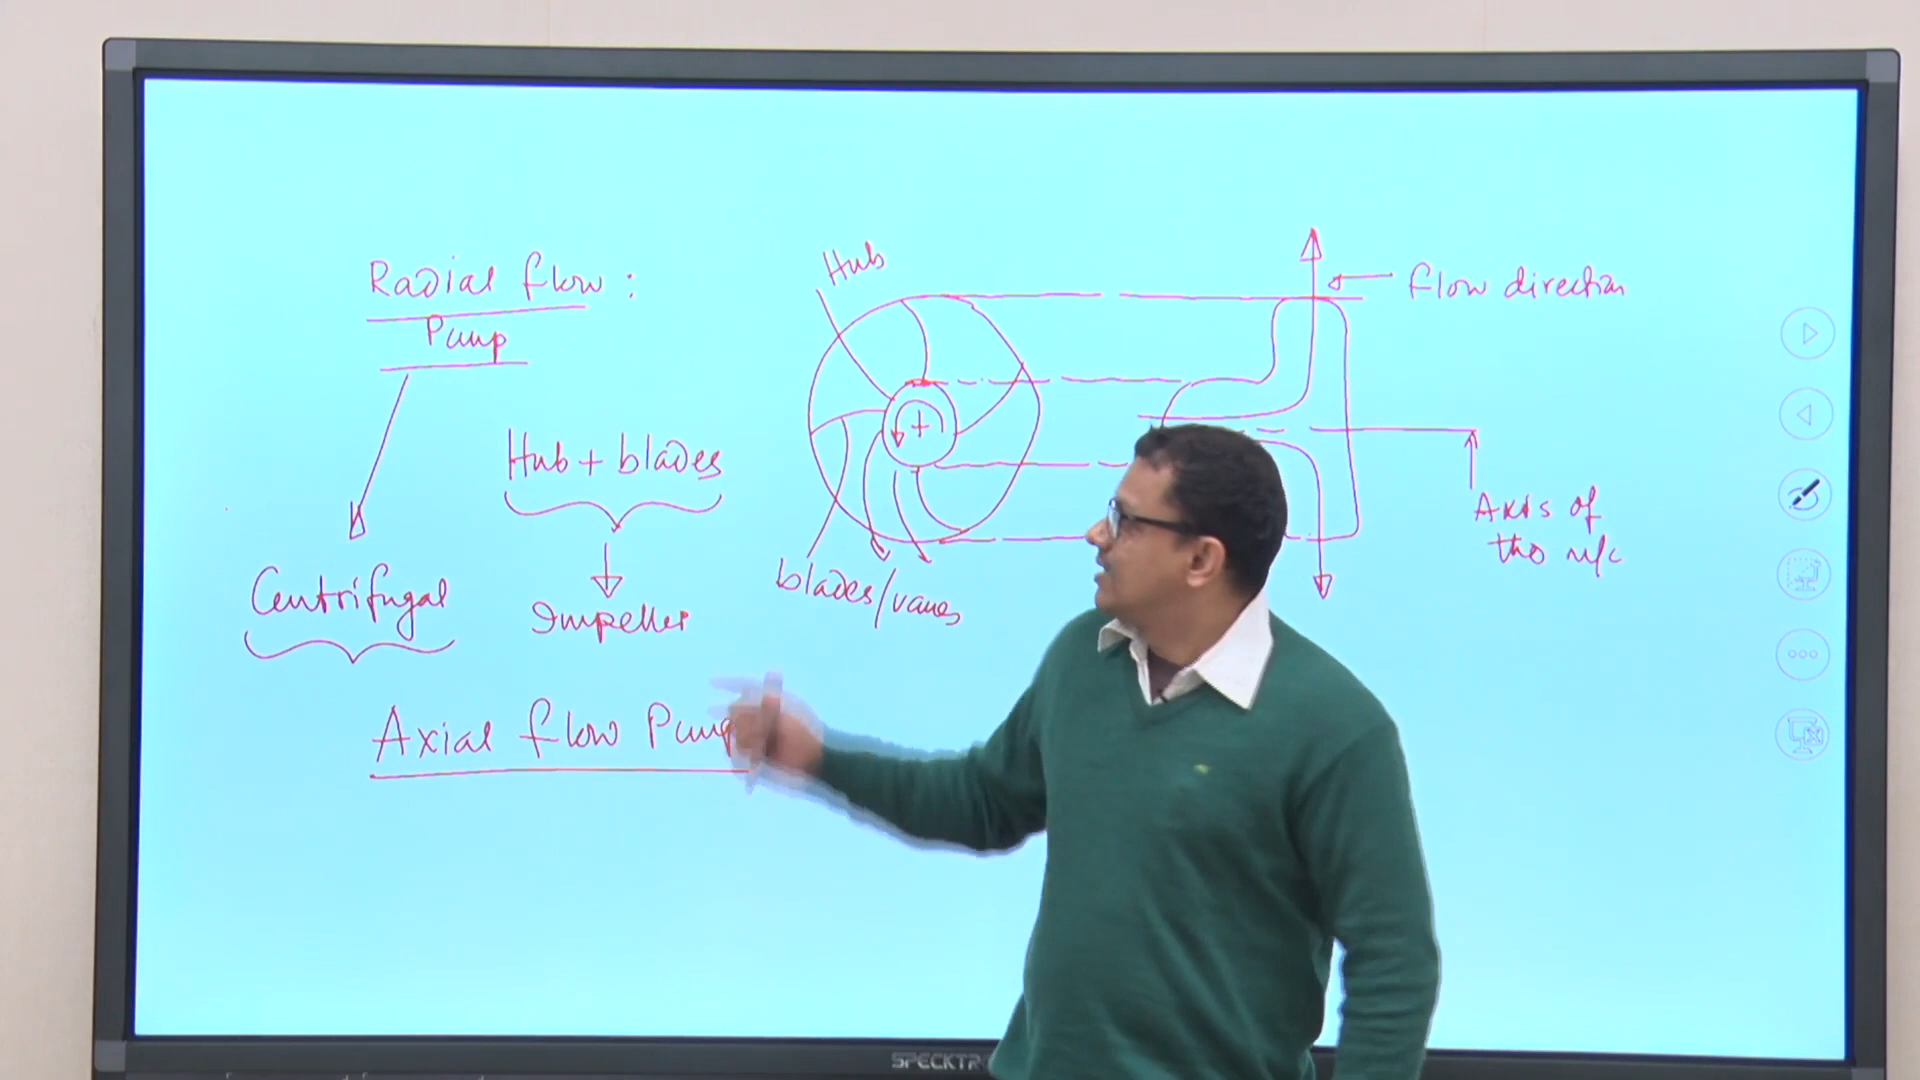 Radial flow :
Pump
Hub + blades
Centrifugal
Impeller
Axial flow Pump
Hub
blades/vanes
flow direction
Axis of
the m/c
SPECKTR